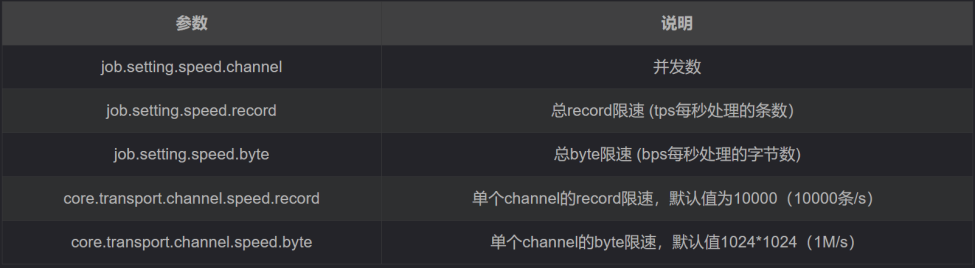 参数 说明
job.setting.speed.channel 并发数
job.setting.speed.record 总record限速 (tps每秒处理的条数）
job.setting.speed.byte 总byte限速 (bps每秒处理的字节数)
core.transport.channel.speed.record 单个channel的record限速，默认值为10000（10000条/s）
core.transport.channel.speed.byte 单个channel的byte限速，默认值1024*1024（1M/s）